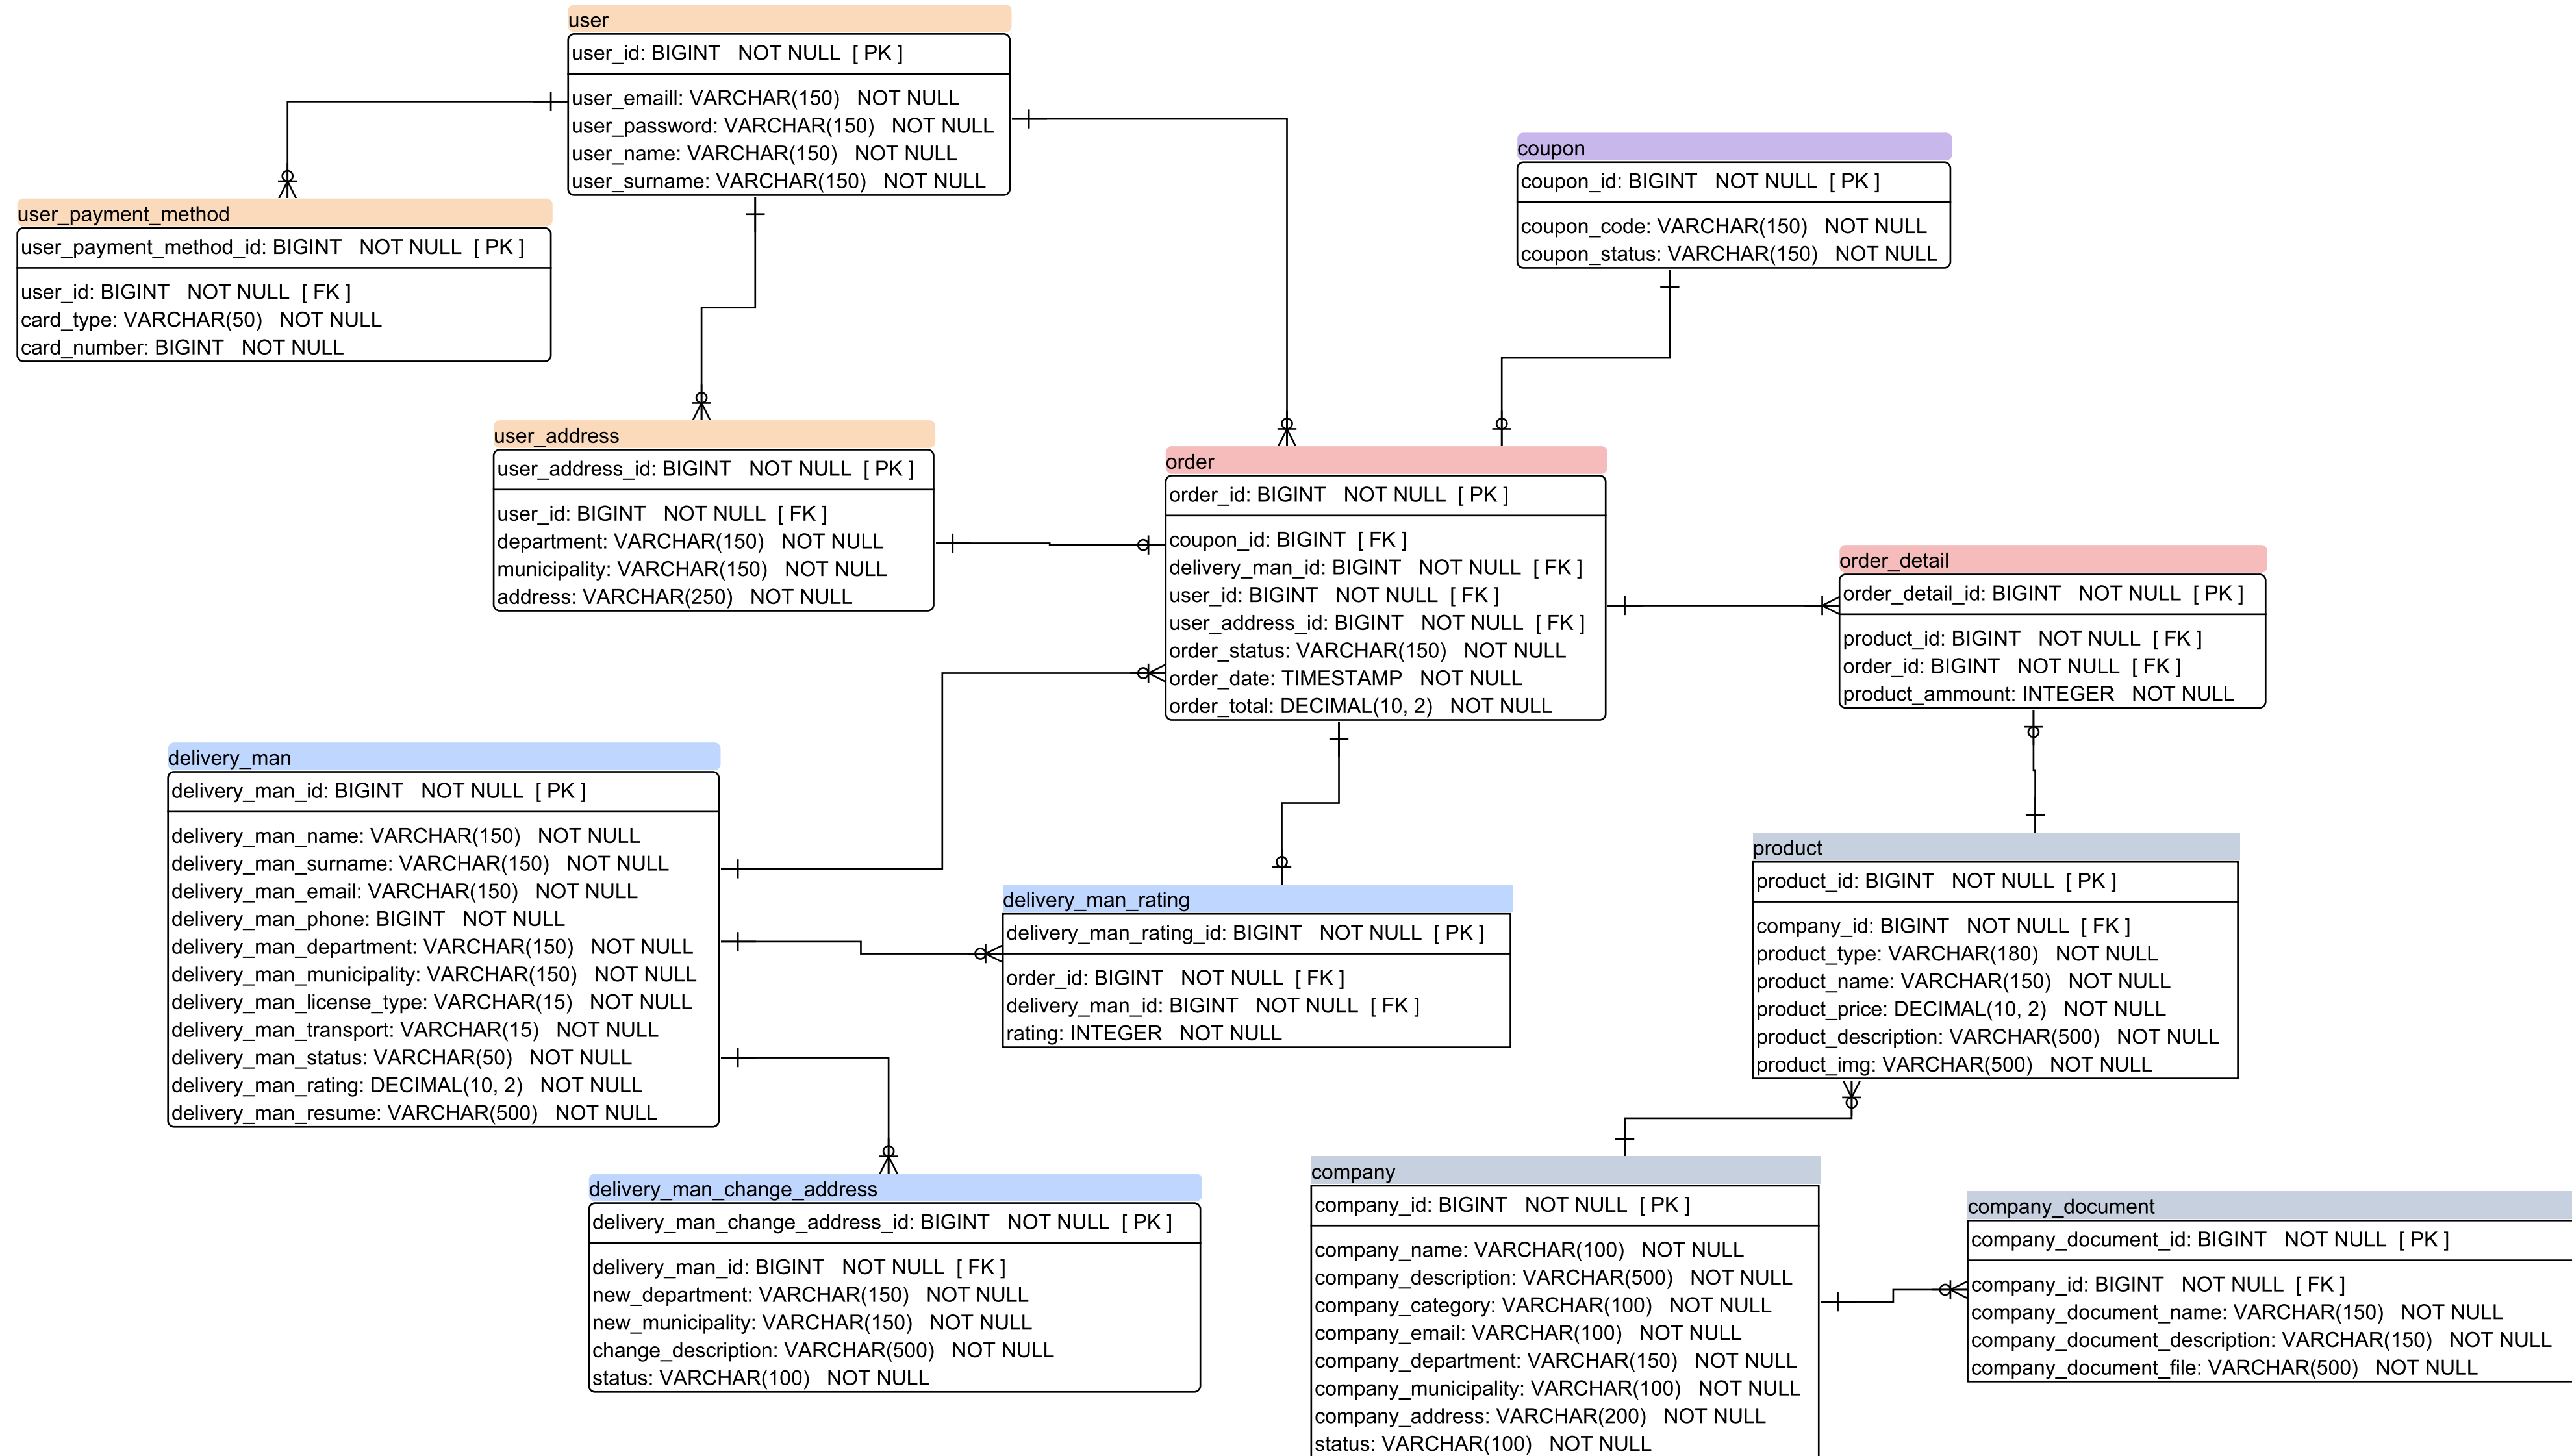 user
user_id: BIGINT NOT NULL [ PK ]
user_emaill: VARCHAR(150) NOT NULL
user_password: VARCHAR(150) NOT NULL
user_name: VARCHAR(150) NOT NULL
user_surname: VARCHAR(150) NOT NULL
coupon
coupon_id: BIGINT NOT NULL [ PK ]
coupon_code: VARCHAR(150) NOT NULL
coupon_status: VARCHAR(150) NOT NULL
user_payment_method
user_payment_method_id: BIGINT NOT NULL [ PK ]
user_id: BIGINT NOT NULL [ FK ]
card_type: VARCHAR(50) NOT NULL
card_number: BIGINT NOT NULL
user_address
user_address_id: BIGINT NOT NULL [ PK ]
user_id: BIGINT NOT NULL [ FK ]
department: VARCHAR(150) NOT NULL
municipality: VARCHAR(150) NOT NULL
address: VARCHAR(250) NOT NULL
order
order_id: BIGINT NOT NULL [ PK ]
coupon_id: BIGINT [ FK ]
delivery_man_id: BIGINT NOT NULL [ FK ]
user_id: BIGINT NOT NULL [ FK ]
user_address_id: BIGINT NOT NULL [ FK ]
order_status: VARCHAR(150) NOT NULL
order_date: TIMESTAMP NOT NULL
order_total: DECIMAL(10, 2) NOT NULL
order_detail
order_detail_id: BIGINT NOT NULL [ PK ]
product_id: BIGINT NOT NULL [ FK ]
order_id: BIGINT NOT NULL [ FK ]
product_ammount: INTEGER NOT NULL
delivery_man
delivery_man_id: BIGINT NOT NULL [ PK ]
delivery_man_name: VARCHAR(150) NOT NULL
delivery_man_surname: VARCHAR(150) NOT NULL
delivery_man_email: VARCHAR(150) NOT NULL
delivery_man_phone: BIGINT NOT NULL
delivery_man_department: VARCHAR(150) NOT NULL
delivery_man_municipality: VARCHAR(150) NOT NULL
delivery_man_license_type: VARCHAR(15) NOT NULL
delivery_man_transport: VARCHAR(15) NOT NULL
delivery_man_status: VARCHAR(50) NOT NULL
delivery_man_rating: DECIMAL(10, 2) NOT NULL
delivery_man_resume: VARCHAR(500) NOT NULL
delivery_man_rating
delivery_man_rating_id: BIGINT NOT NULL [ PK ]
order_id: BIGINT NOT NULL [ FK ]
delivery_man_id: BIGINT NOT NULL [ FK ]
rating: INTEGER NOT NULL
product
product_id: BIGINT NOT NULL [ PK ]
company_id: BIGINT NOT NULL [ FK ]
product_type: VARCHAR(180) NOT NULL
product_name: VARCHAR(150) NOT NULL
product_price: DECIMAL(10, 2) NOT NULL
product_description: VARCHAR(500) NOT NULL
product_img: VARCHAR(500) NOT NULL
delivery_man_change_address
delivery_man_change_address_id: BIGINT NOT NULL [ PK ]
delivery_man_id: BIGINT NOT NULL [ FK ]
new_department: VARCHAR(150) NOT NULL
new_municipality: VARCHAR(150) NOT NULL
change_description: VARCHAR(500) NOT NULL
status: VARCHAR(100) NOT NULL
company
company_id: BIGINT NOT NULL [ PK ]
company_name: VARCHAR(100) NOT NULL
company_description: VARCHAR(500) NOT NULL
company_category: VARCHAR(100) NOT NULL
company_email: VARCHAR(100) NOT NULL
company_department: VARCHAR(150) NOT NULL
company_municipality: VARCHAR(100) NOT NULL
company_address: VARCHAR(200) NOT NULL
status: VARCHAR(100) NOT NULL
company_document
company_document_id: BIGINT NOT NULL [ PK ]
company_id: BIGINT NOT NULL [ FK ]
company_document_name: VARCHAR(150) NOT NULL
company_document_description: VARCHAR(150) NOT NULL
company_document_file: VARCHAR(500) NOT NULL